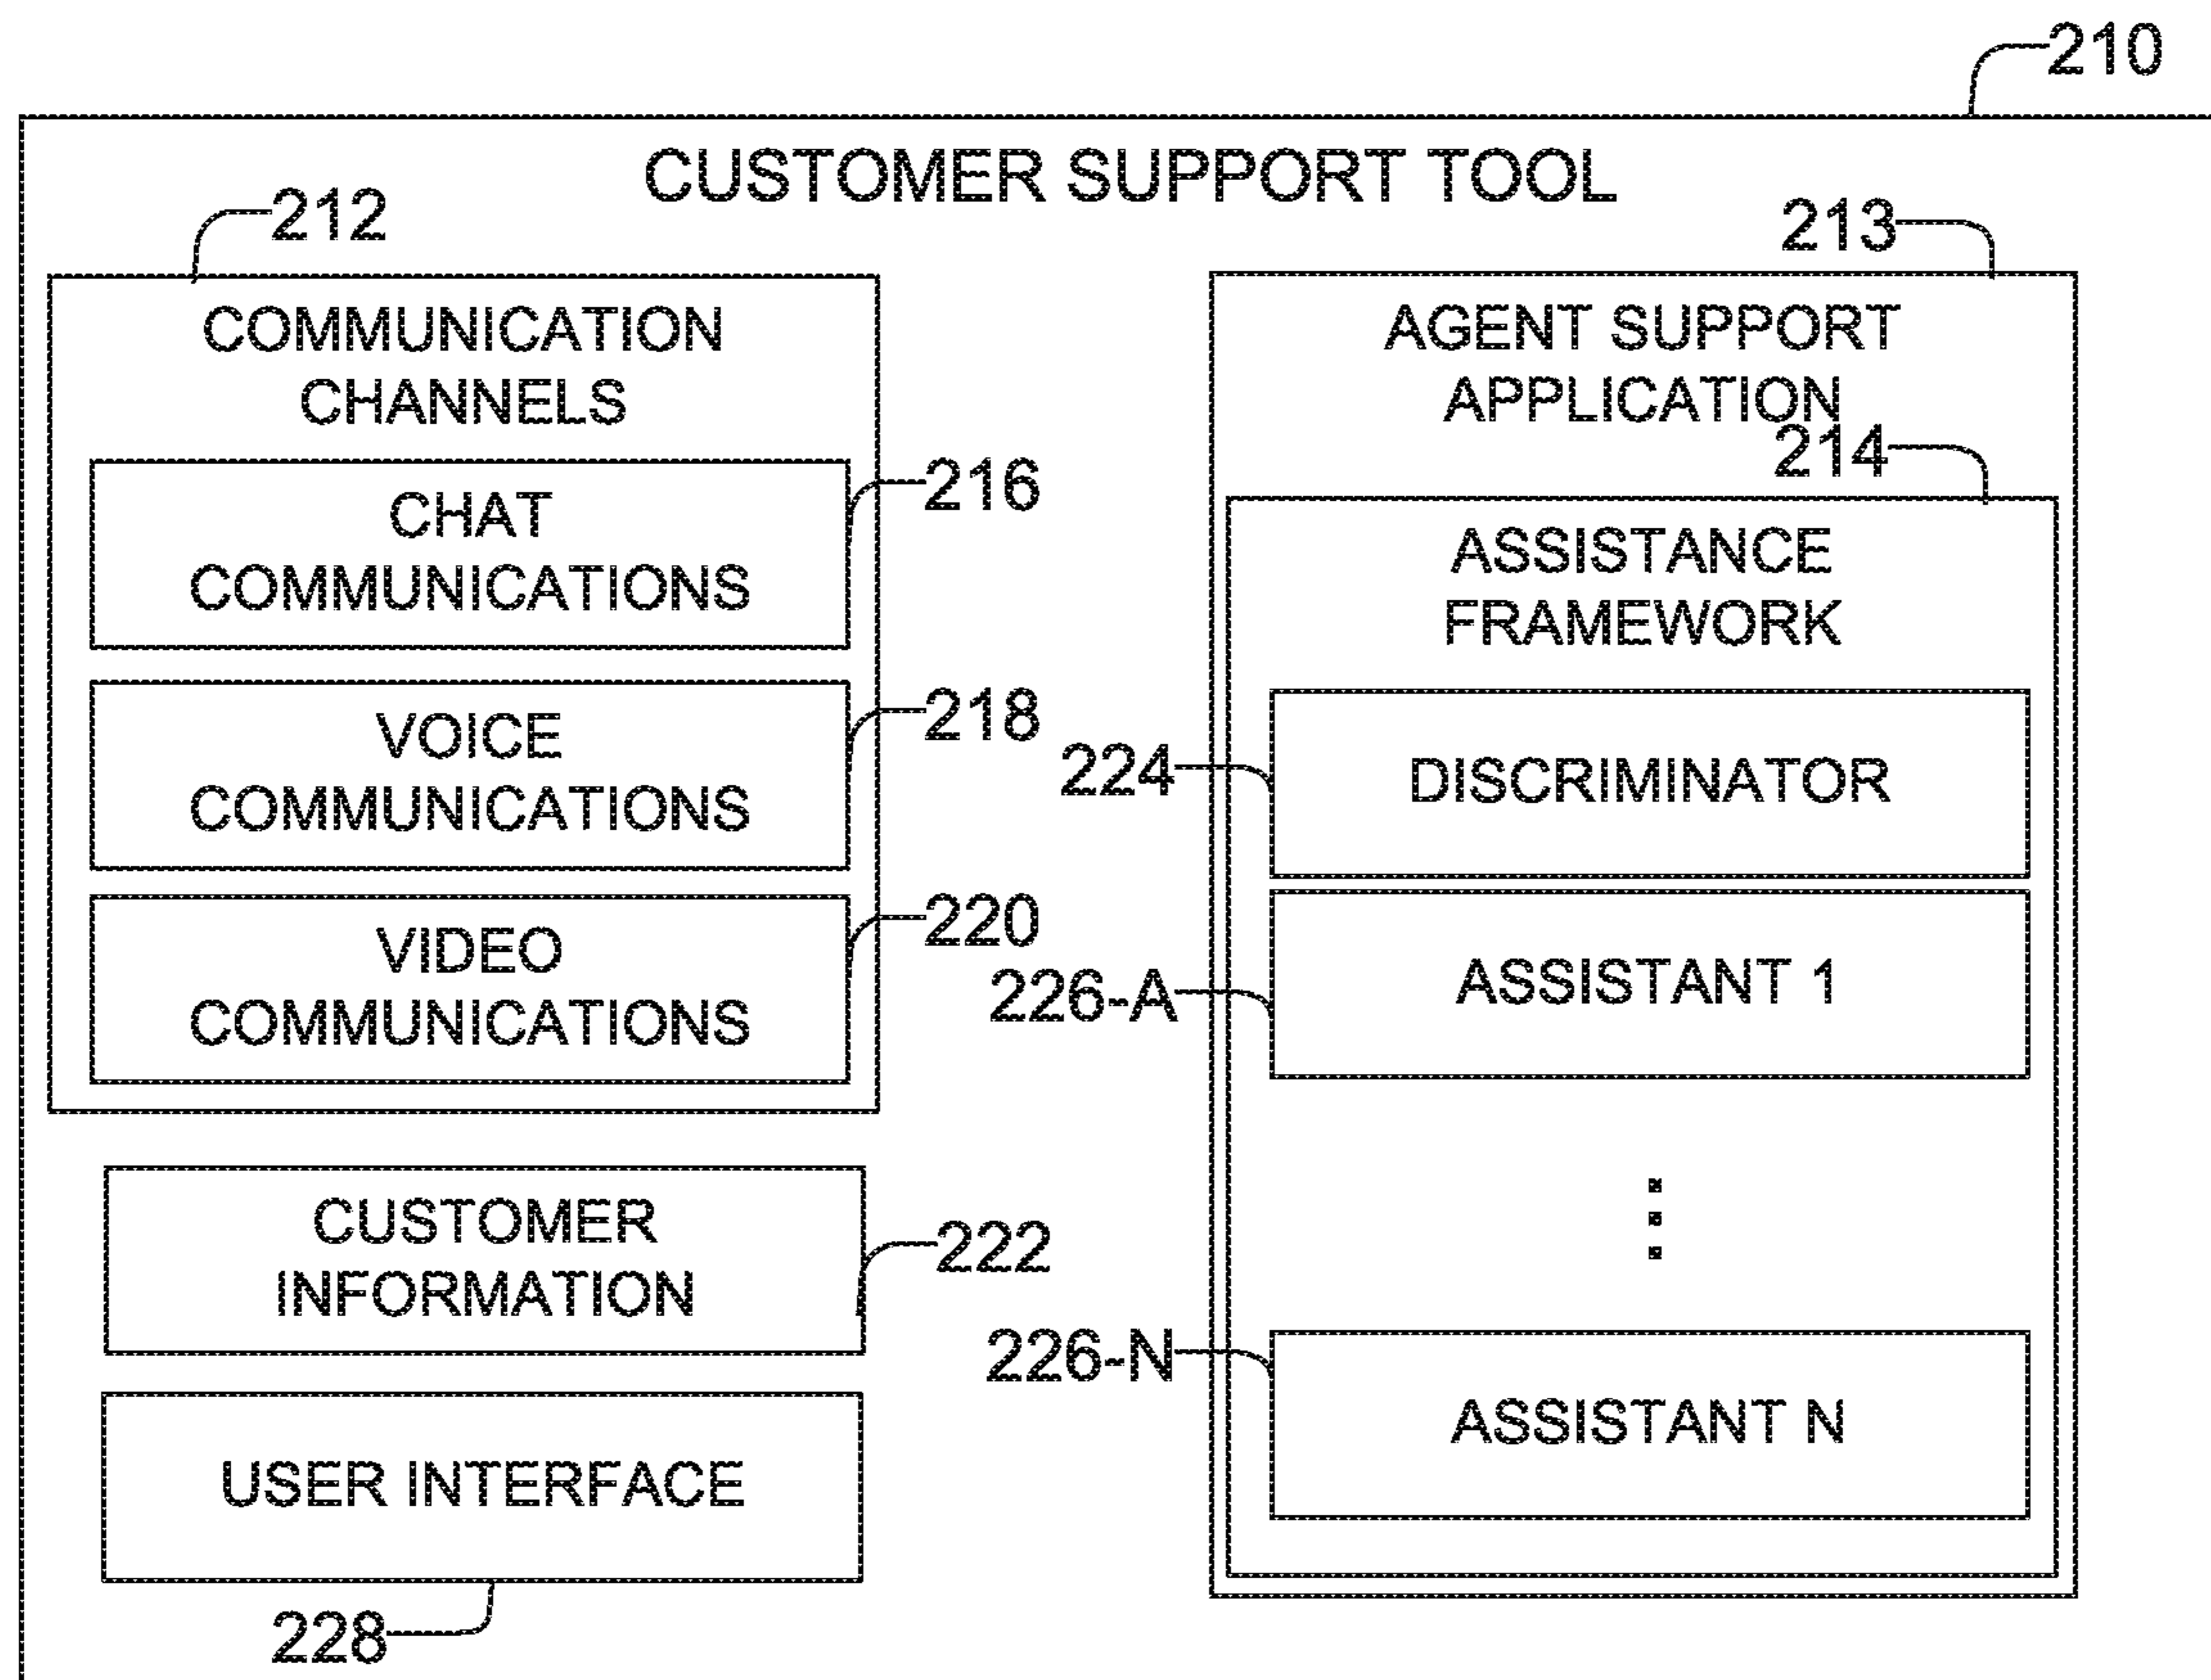 210
CUSTOMER SUPPORT TOOL
212
COMMUNICATION
CHANNELS
CHAT
COMMUNICATIONS
216
VOICE
COMMUNICATIONS
218
VIDEO
COMMUNICATIONS
220
CUSTOMER
INFORMATION
222
USER INTERFACE
228
213
AGENT SUPPORT
APPLICATION
214
ASSISTANCE
FRAMEWORK
224
DISCRIMINATOR
226-A
ASSISTANT 1
226-N
ASSISTANT N